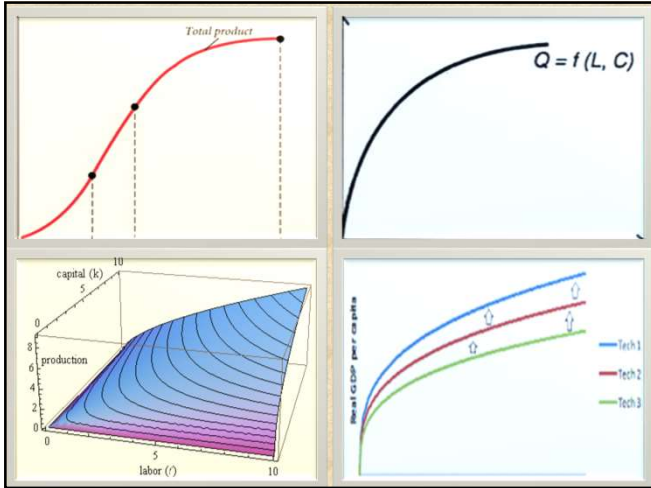 Total product
Q = f (L, C)
10
capital (k)
5
0
8
production
6
4
2
0
0
5
10
labor (ℓ)
Real GDP per capita
Tech 1
Tech 2
Tech 3